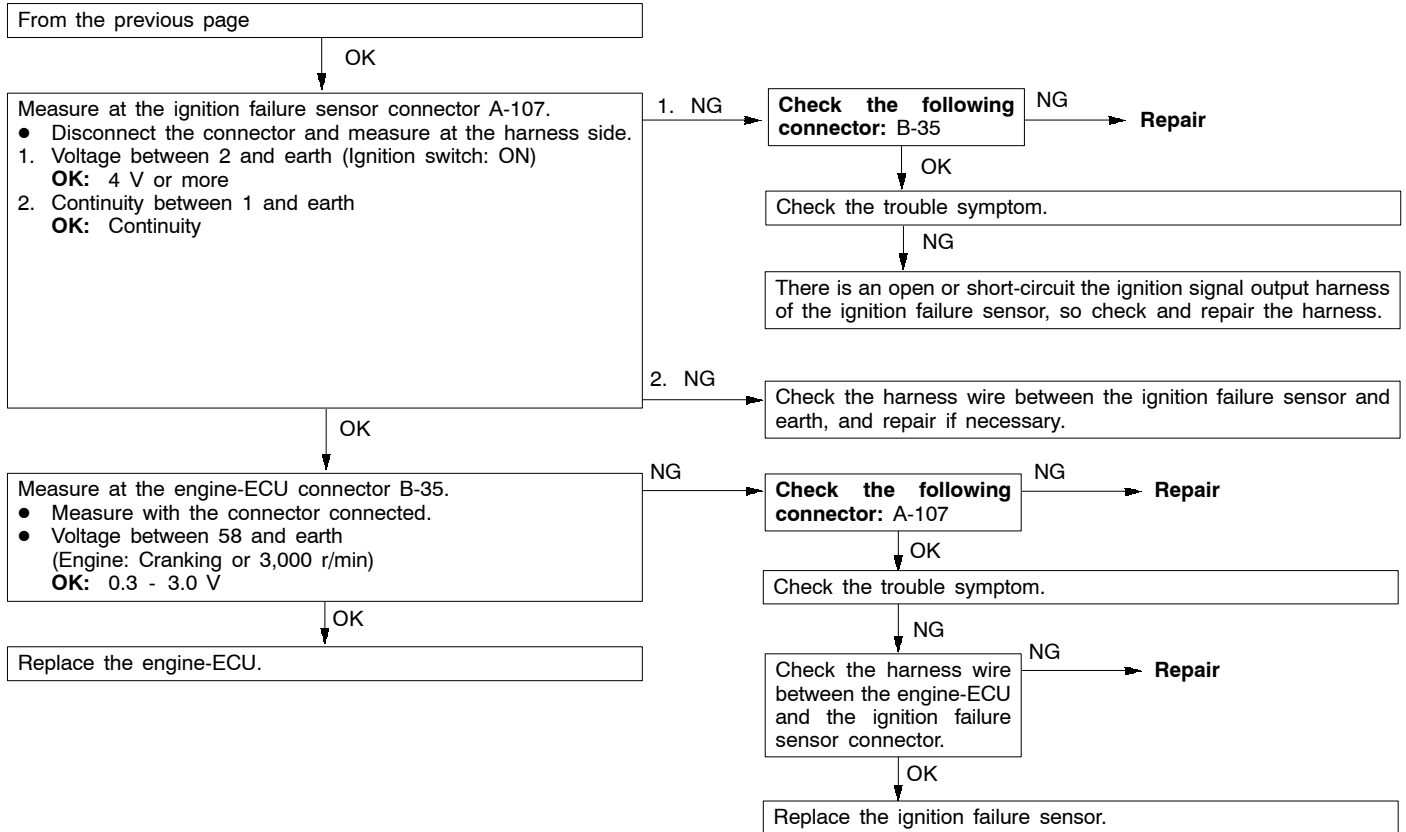 From the previous page
OK
Measure at the ignition failure sensor connector A-107.
● Disconnect the connector and measure at the harness side.
1. Voltage between 2 and earth (Ignition switch: ON)
OK: 4 V or more
2. Continuity between 1 and earth
OK: Continuity
1. NG
Check the following
connector: B-35
NG
Repair
OK
Check the trouble symptom.
NG
There is an open or short-circuit the ignition signal output harness
of the ignition failure sensor, so check and repair the harness.
2. NG
Check the harness wire between the ignition failure sensor and
earth, and repair if necessary.
OK
Measure at the engine-ECU connector B-35.
● Measure with the connector connected.
● Voltage between 58 and earth
(Engine: Cranking or 3,000 r/min)
OK: 0.3 - 3.0 V
NG
Check the following
connector: A-107
NG
Repair
OK
Check the trouble symptom.
NG
Check the harness wire
between the engine-ECU
and the ignition failure
sensor connector.
NG
Repair
OK
Replace the ignition failure sensor.
OK
Replace the engine-ECU.